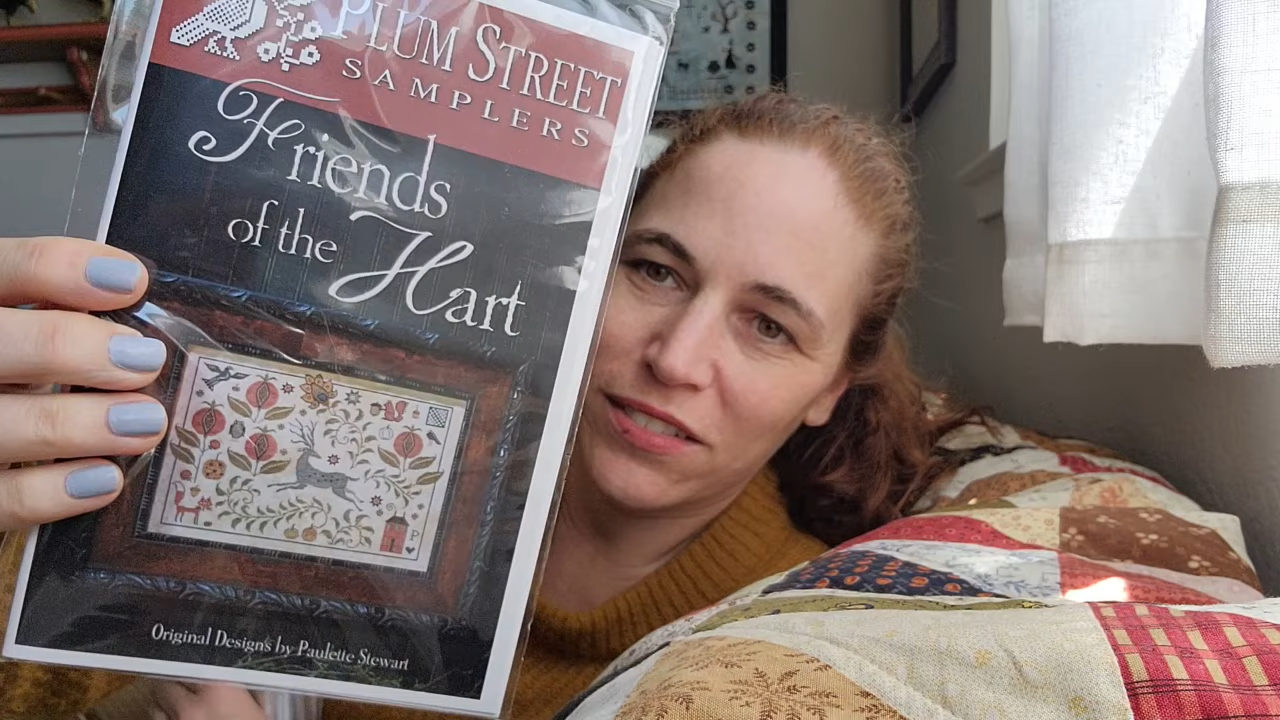 PLUM STREET
SAMPLERS
Friends
of the Hart
P
Original Designs by Paulette Stewart